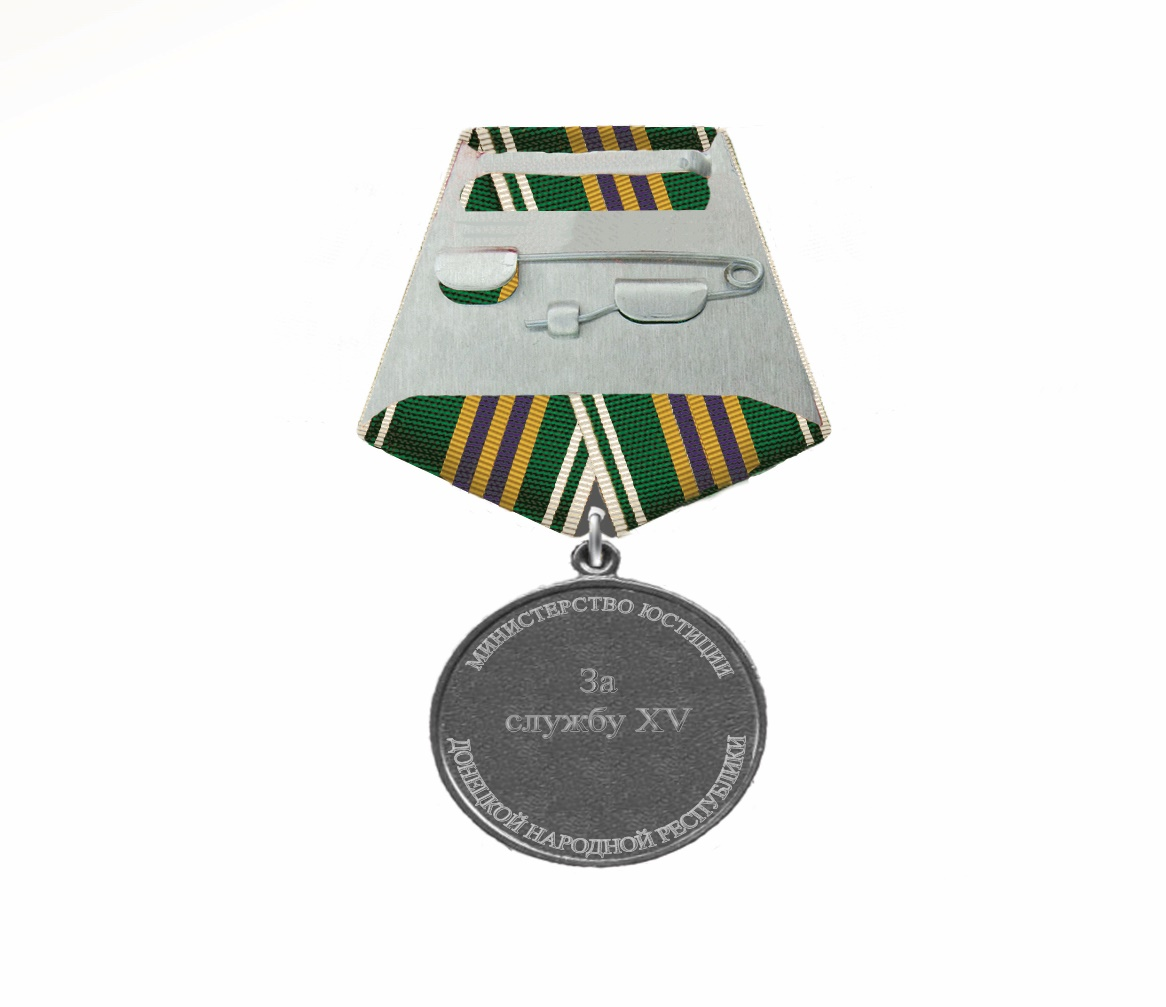 МИНИСТЕРСТВО ЮСТИЦИИ
За
службу XV
ДОНЕЦКОЙ НАРОДНОЙ РЕСПУБЛИКИ